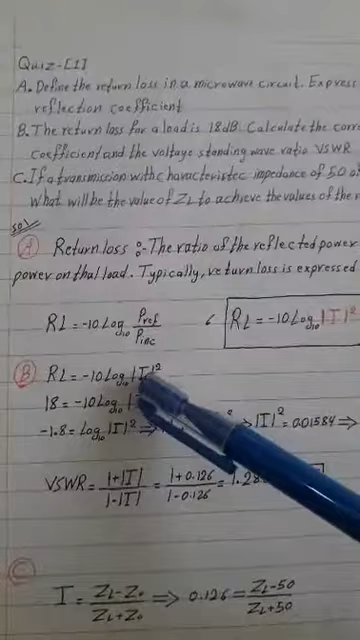 Quiz-[1]
A. Define the return loss in a microwave circuit. Express
reflection coefficient
B. The return loss for a load is 18dB. Calculate the corre
coefficient and the voltage standing wave ratio VSWR
C. If a transmission with characteristec impedance of 50
What will be the value of ZL to achieve the values of the r
sol
A Return loss :- The ratio of the reflected power
power on that load. Typically, return loss is expressed
RL = -10 Log10 Pref/Pinc , RL = -10 Log10 |Γ|²
B RL = -10 Log10 |Γ|²
18 = -10 Log10 |
-1.8 = Log10 |Γ|² ⇒ ⇒ |Γ|² = 0.01584 ⇒
VSWR = 1+|Γ|/1-|Γ| = 1+0.126/1-0.126 = 1.28
C
Γ = ZL-Z0/ZL+Z0 ⇒ 0.126 = ZL-50/ZL+50